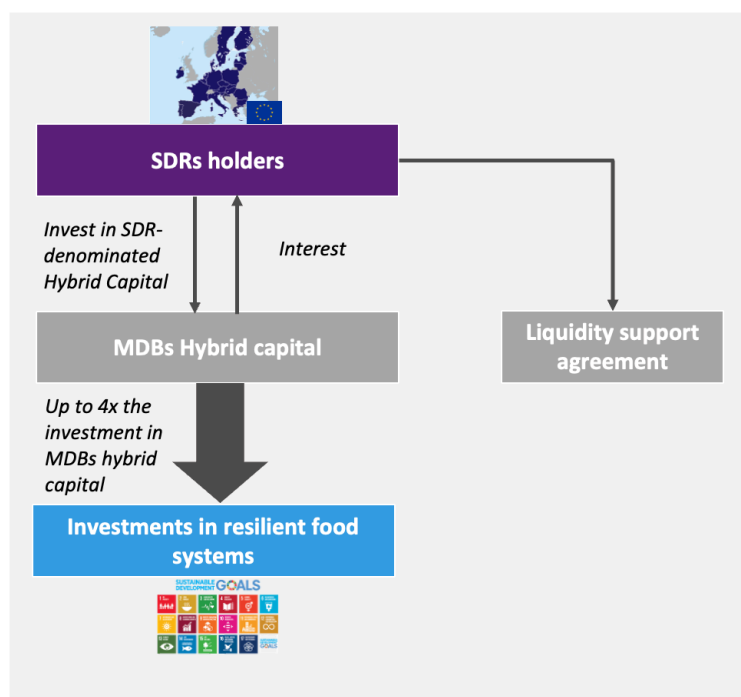 SDRs holders
Invest in SDR-
denominated
Hybrid Capital
Interest
MDBs Hybrid capital
Liquidity support
agreement
Up to 4x the
investment in
MDBs hybrid
capital
Investments in resilient food
systems
SUSTAINABLE
DEVELOPMENT GOALS